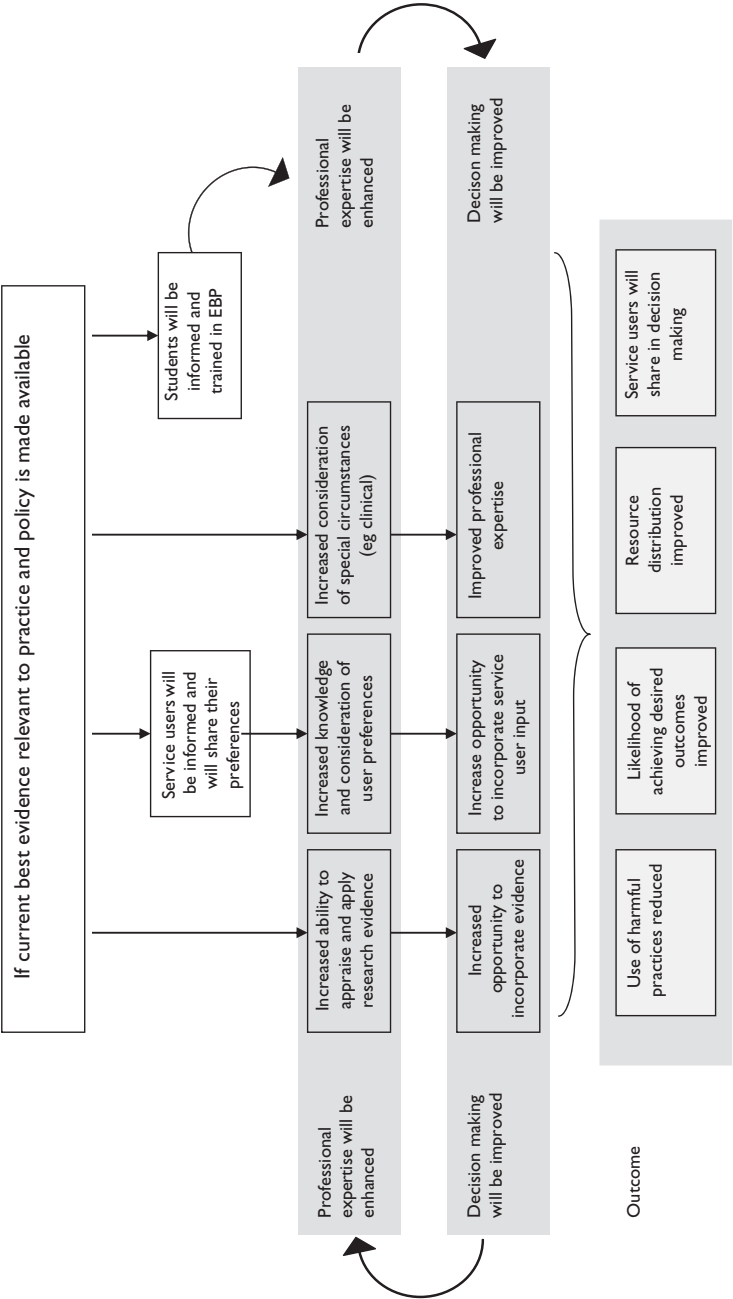 If current best evidence relevant to practice and policy is made available
Service users will
be informed and
will share their
preferences
Students will be
informed and
trained in EBP
Professional
expertise will be
enhanced
Increased ability to
appraise and apply
research evidence
Increased knowledge
and consideration of
user preferences
Increased consideration
of special circumstances
(eg clinical)
Professional
expertise will be
enhanced
Decision making
will be improved
Increased
opportunity to
incorporate evidence
Increase opportunity
to incorporate service
user input
Improved professional
expertise
Decison making
will be improved
Outcome
Use of harmful
practices reduced
Likelihood of
achieving desired
outcomes
improved
Resource
distribution
improved
Service users will
share in decision
making